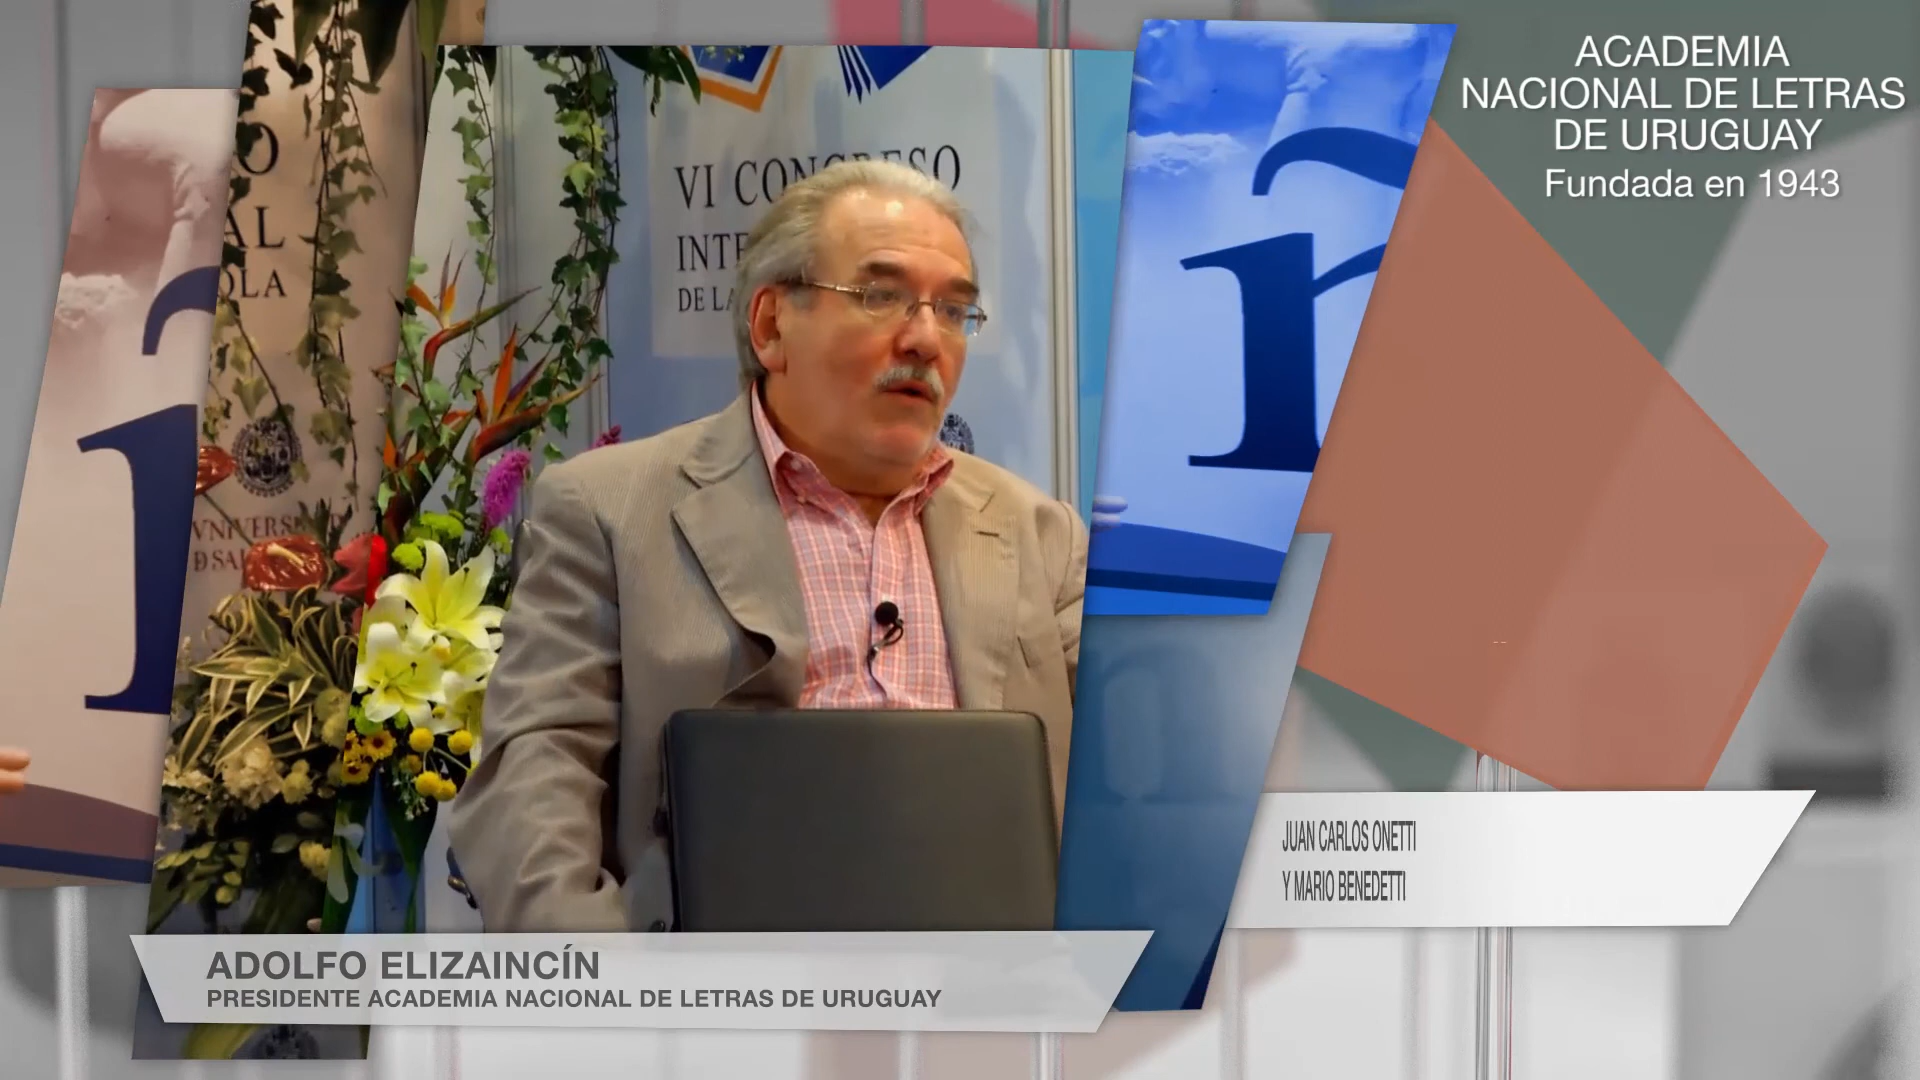 ACADEMIA
NACIONAL DE LETRAS
DE URUGUAY
Fundada en 1943
VI CONGRESO
DE LA
VNIVERSI
ñ
JUAN CARLOS ONETTI
Y MARIO BENEDETTI
ADOLFO ELIZAINCÍN
PRESIDENTE ACADEMIA NACIONAL DE LETRAS DE URUGUAY